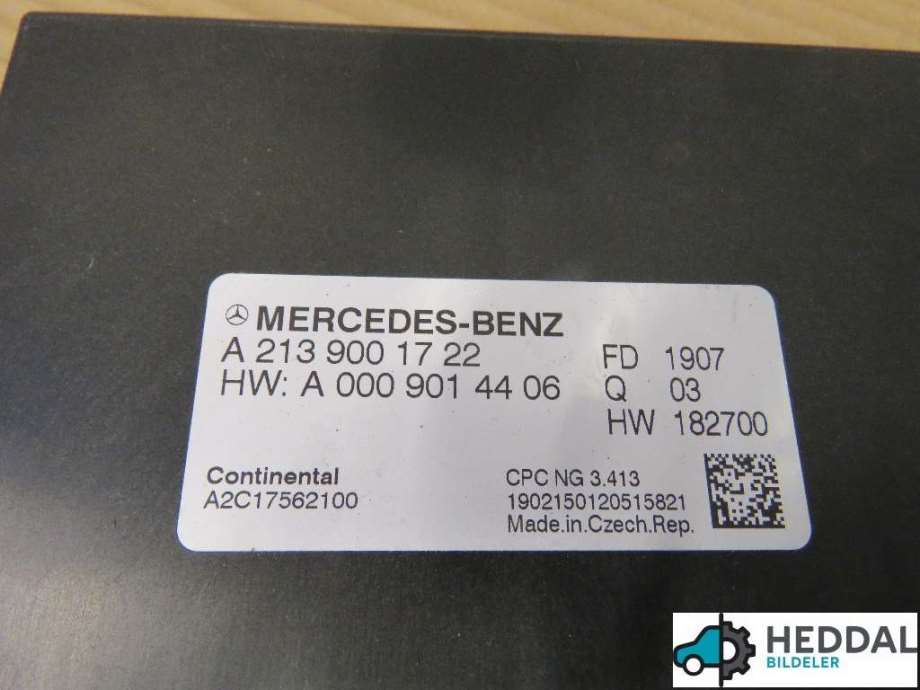 MERCEDES-BENZ
A 213 900 17 22
HW: A 000 901 44 06
FD 1907
Q 03
HW 182700
Continental
A2C17562100
CPC NG 3.413
1902150120515821
Made.in.Czech.Rep.
HEDDAL
BILDELER